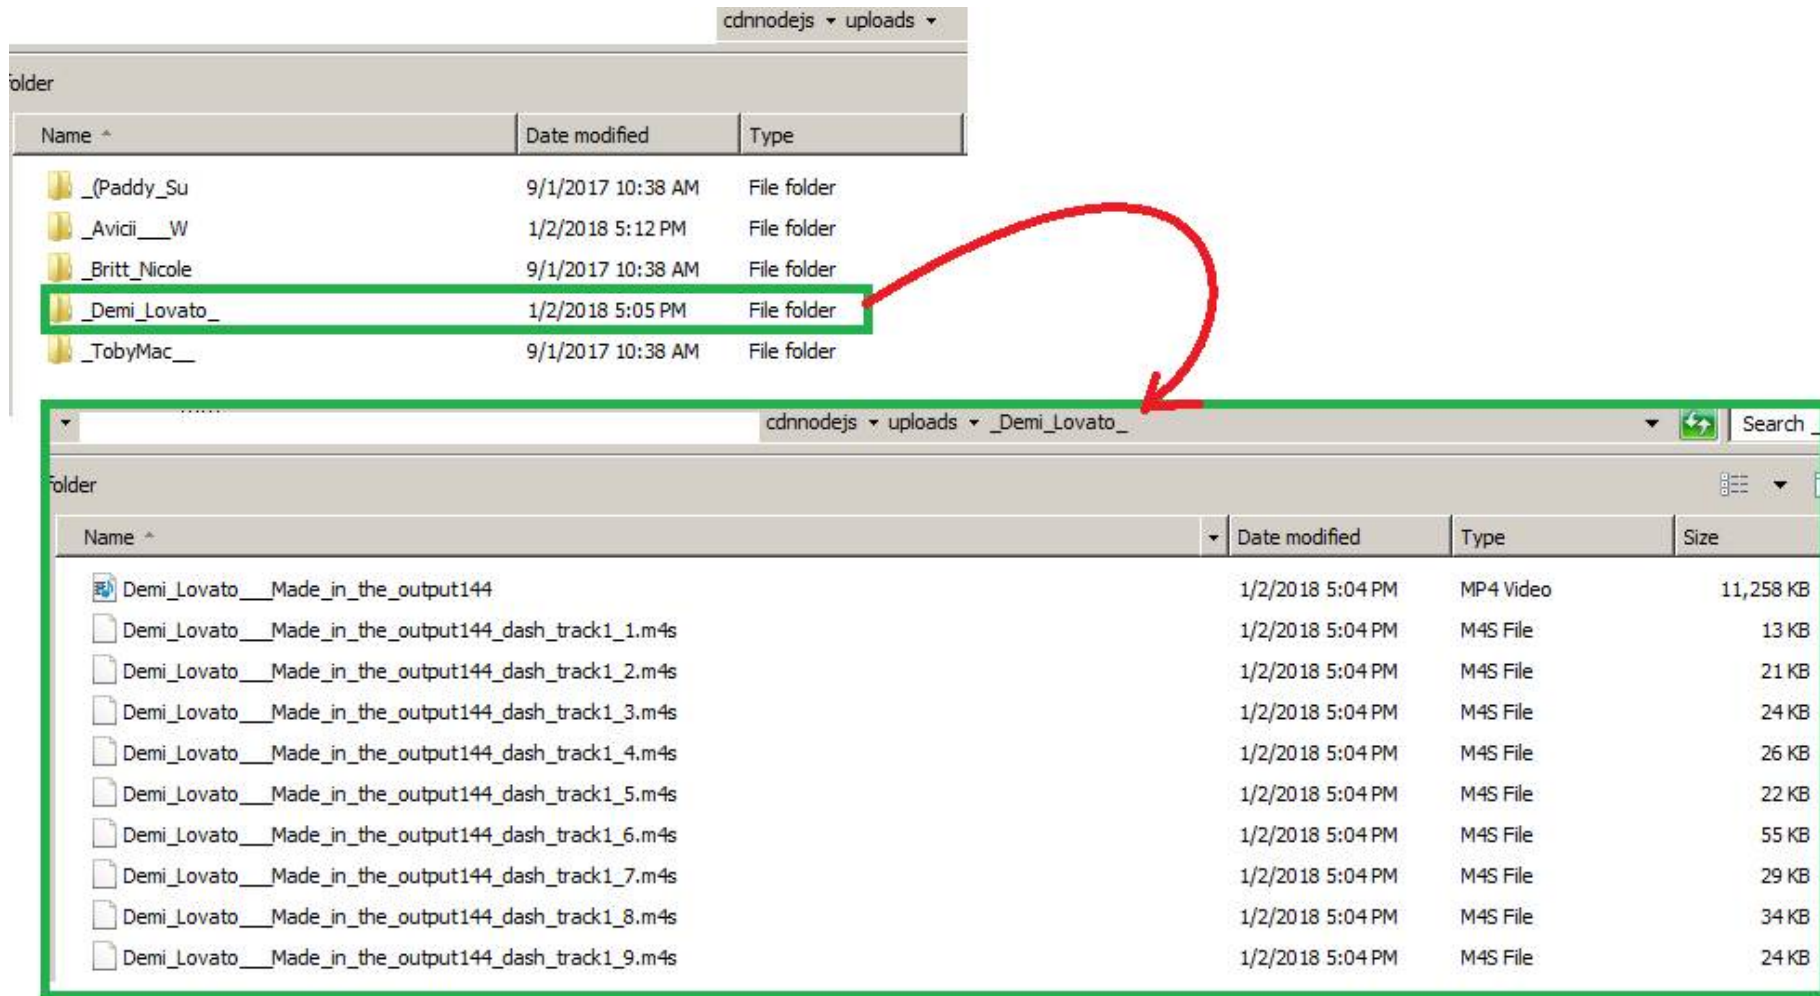 cdnnodejs uploads
older
Name Date modified Type
_(Paddy_Su 9/1/2017 10:38 AM File folder
_Avicii___W 1/2/2018 5:12 PM File folder
_Britt_Nicole 9/1/2017 10:38 AM File folder
_Demi_Lovato_ 1/2/2018 5:05 PM File folder
_TobyMac__ 9/1/2017 10:38 AM File folder
cdnnodejs uploads _Demi_Lovato_ Search _
folder
Name Date modified Type Size
Demi_Lovato___Made_in_the_output144 1/2/2018 5:04 PM MP4 Video 11,258 KB
Demi_Lovato___Made_in_the_output144_dash_track1_1.m4s 1/2/2018 5:04 PM M4S File 13 KB
Demi_Lovato___Made_in_the_output144_dash_track1_2.m4s 1/2/2018 5:04 PM M4S File 21 KB
Demi_Lovato___Made_in_the_output144_dash_track1_3.m4s 1/2/2018 5:04 PM M4S File 24 KB
Demi_Lovato___Made_in_the_output144_dash_track1_4.m4s 1/2/2018 5:04 PM M4S File 26 KB
Demi_Lovato___Made_in_the_output144_dash_track1_5.m4s 1/2/2018 5:04 PM M4S File 22 KB
Demi_Lovato___Made_in_the_output144_dash_track1_6.m4s 1/2/2018 5:04 PM M4S File 55 KB
Demi_Lovato___Made_in_the_output144_dash_track1_7.m4s 1/2/2018 5:04 PM M4S File 29 KB
Demi_Lovato___Made_in_the_output144_dash_track1_8.m4s 1/2/2018 5:04 PM M4S File 34 KB
Demi_Lovato___Made_in_the_output144_dash_track1_9.m4s 1/2/2018 5:04 PM M4S File 24 KB